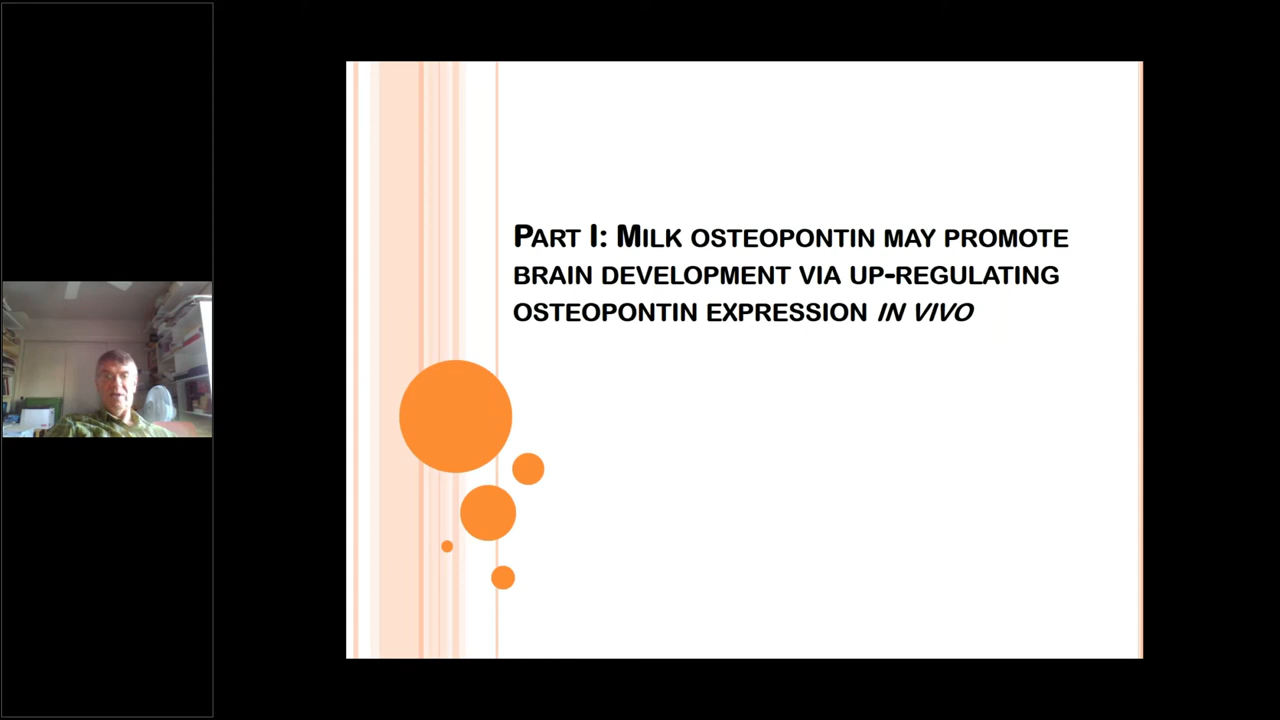 Part I: Milk osteopontin may promote
brain development via up-regulating
osteopontin expression in vivo